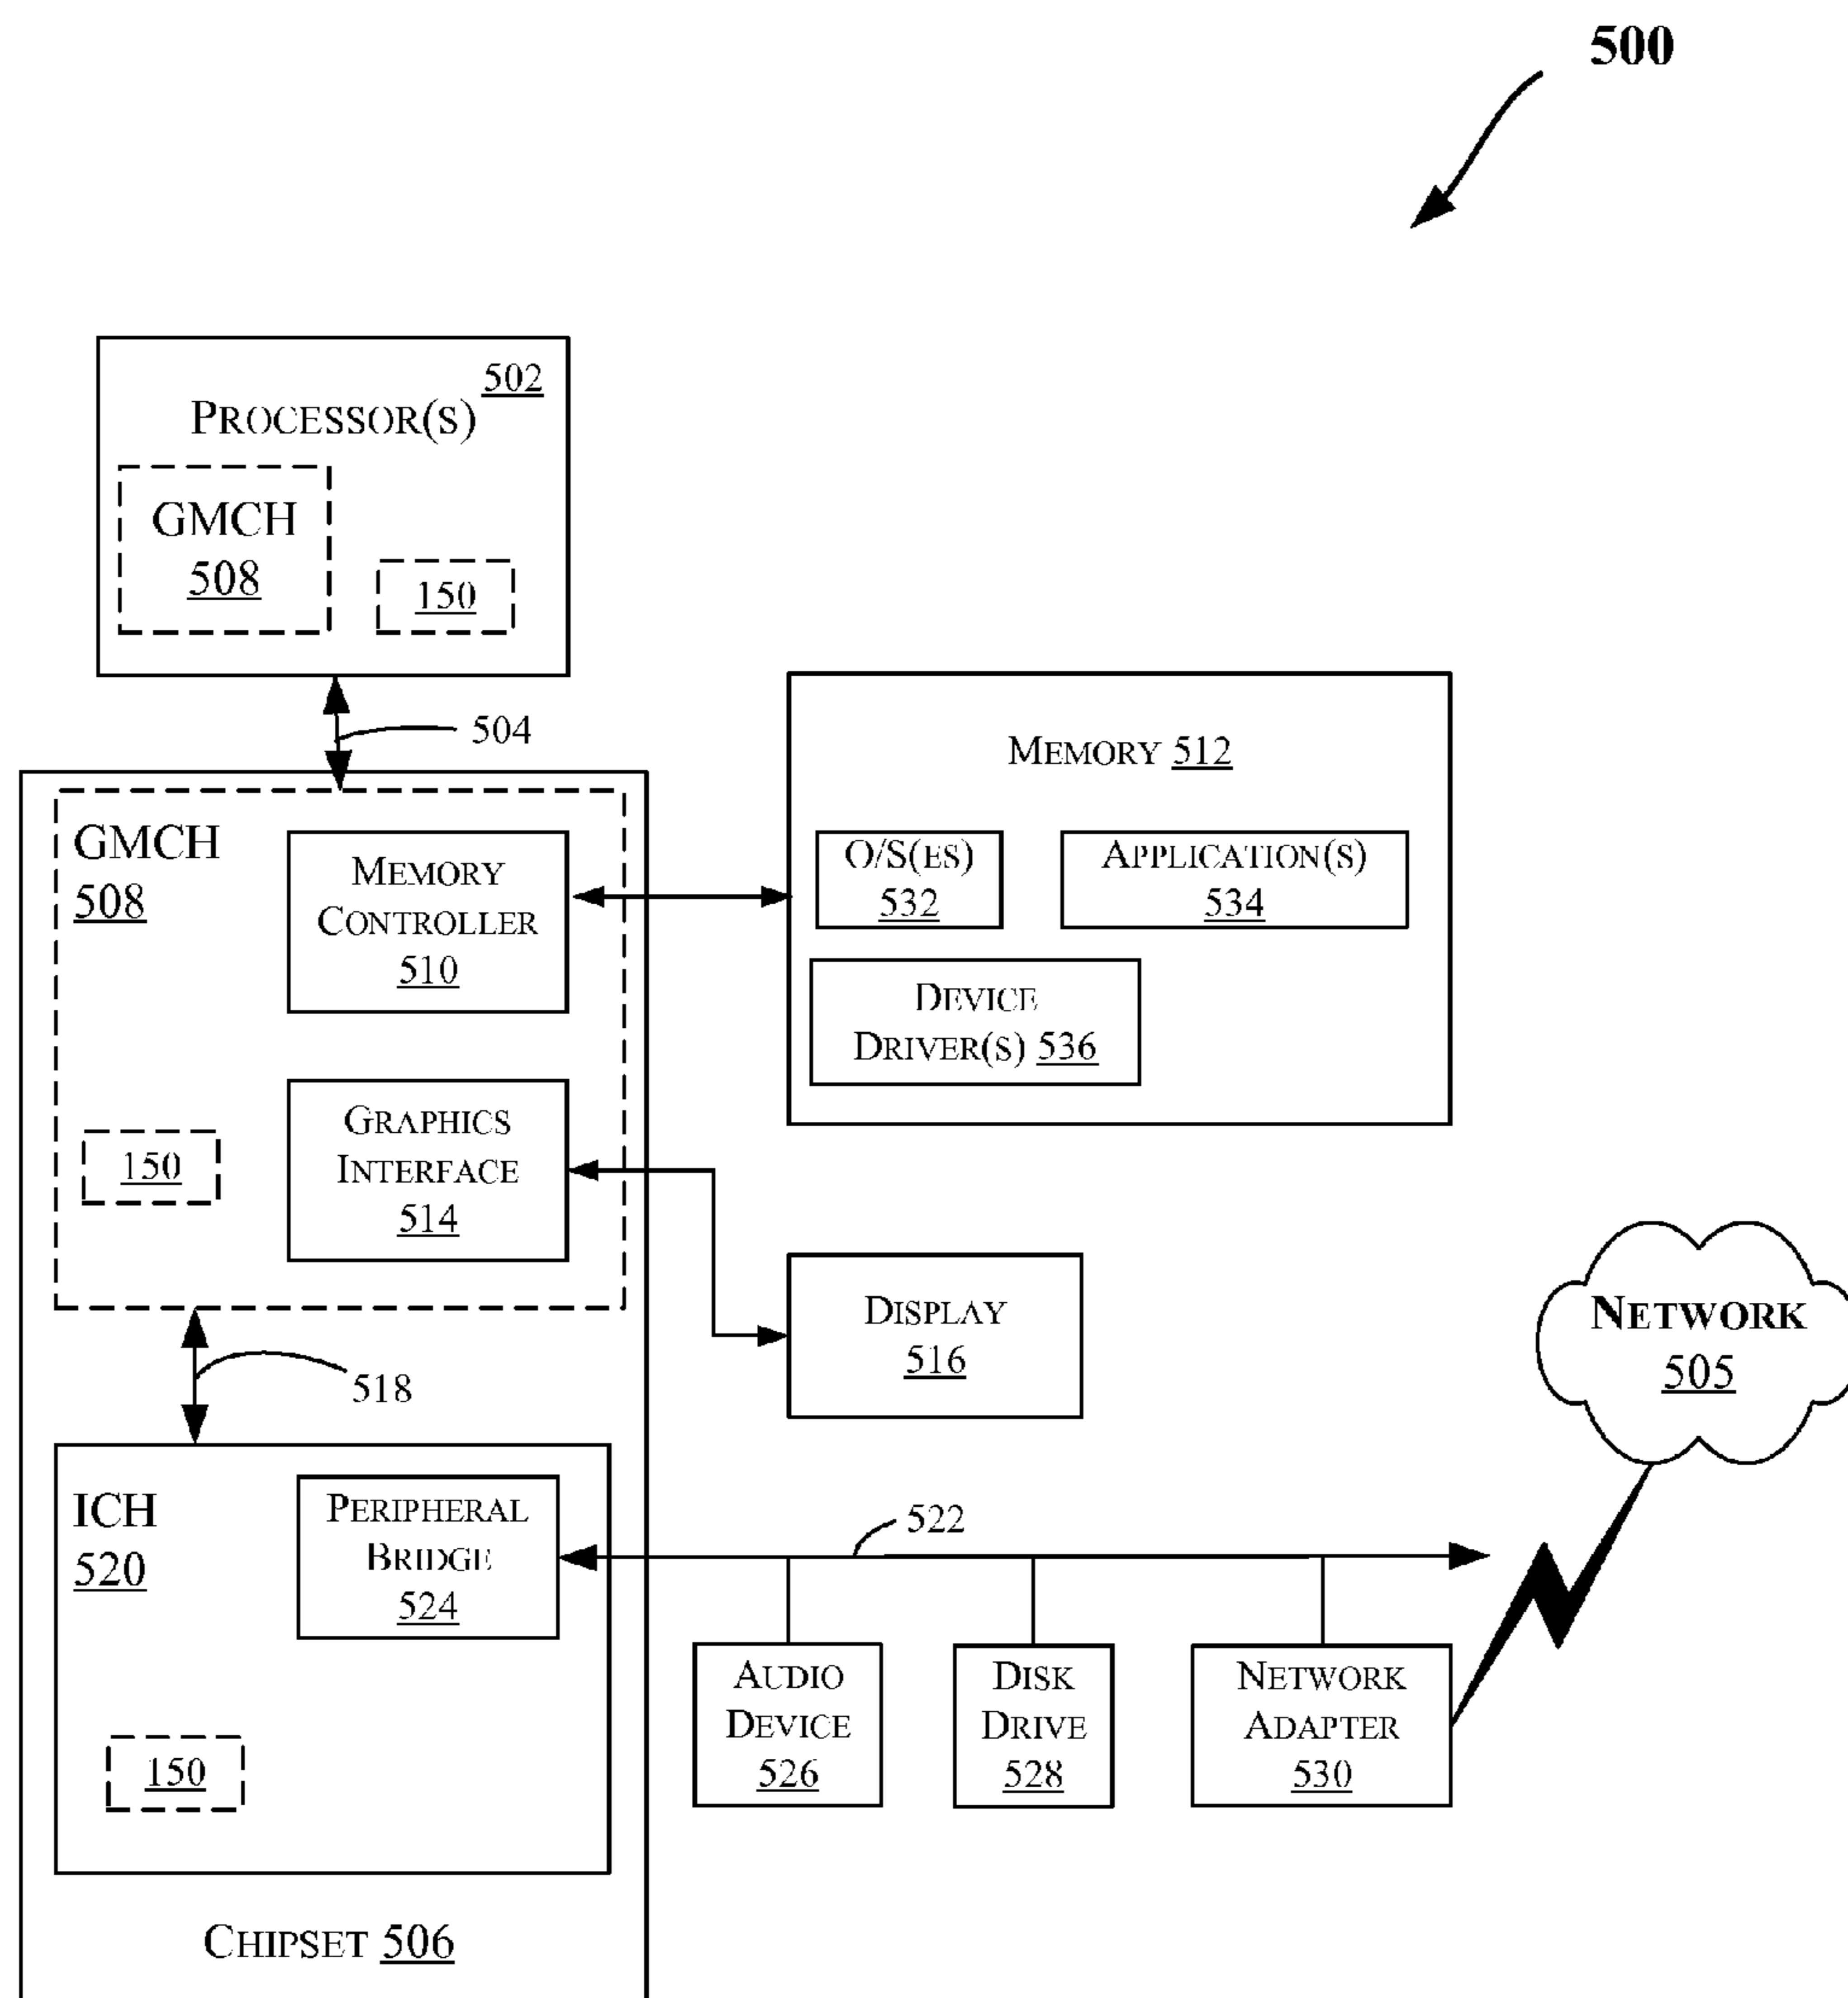 500
502
PROCESSOR(S)
GMCH
508
150
504
GMCH
508
MEMORY
CONTROLLER
510
MEMORY 512
O/S(ES)
532
APPLICATION(S)
534
DEVICE
DRIVER(S) 536
150
GRAPHICS
INTERFACE
514
DISPLAY
516
NETWORK
505
518
ICH
520
PERIPHERAL
BRIDGE
524
522
AUDIO
DEVICE
526
DISK
DRIVE
528
NETWORK
ADAPTER
530
150
CHIPSET 506